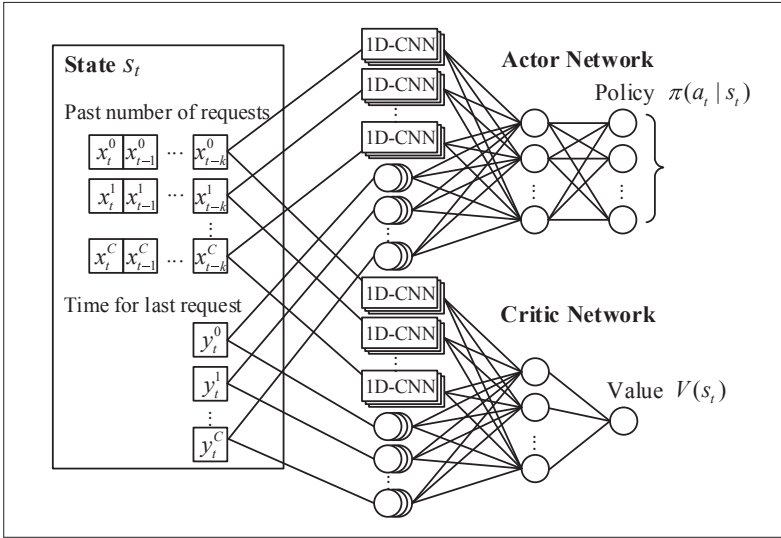 State s_t
Past number of requests
x_t^0 x_{t-1}^0 ... x_{t-k}^0
x_t^1 x_{t-1}^1 ... x_{t-k}^1
⋮
x_t^C x_{t-1}^C ... x_{t-k}^C
Time for last request
y_t^0
y_t^1
⋮
y_t^C
1D-CNN
1D-CNN
⋮
1D-CNN
⋮
Actor Network
Policy π(a_t | s_t)
⋮ ⋮
1D-CNN
1D-CNN
⋮
1D-CNN
⋮
Critic Network
Value V(s_t)
⋮